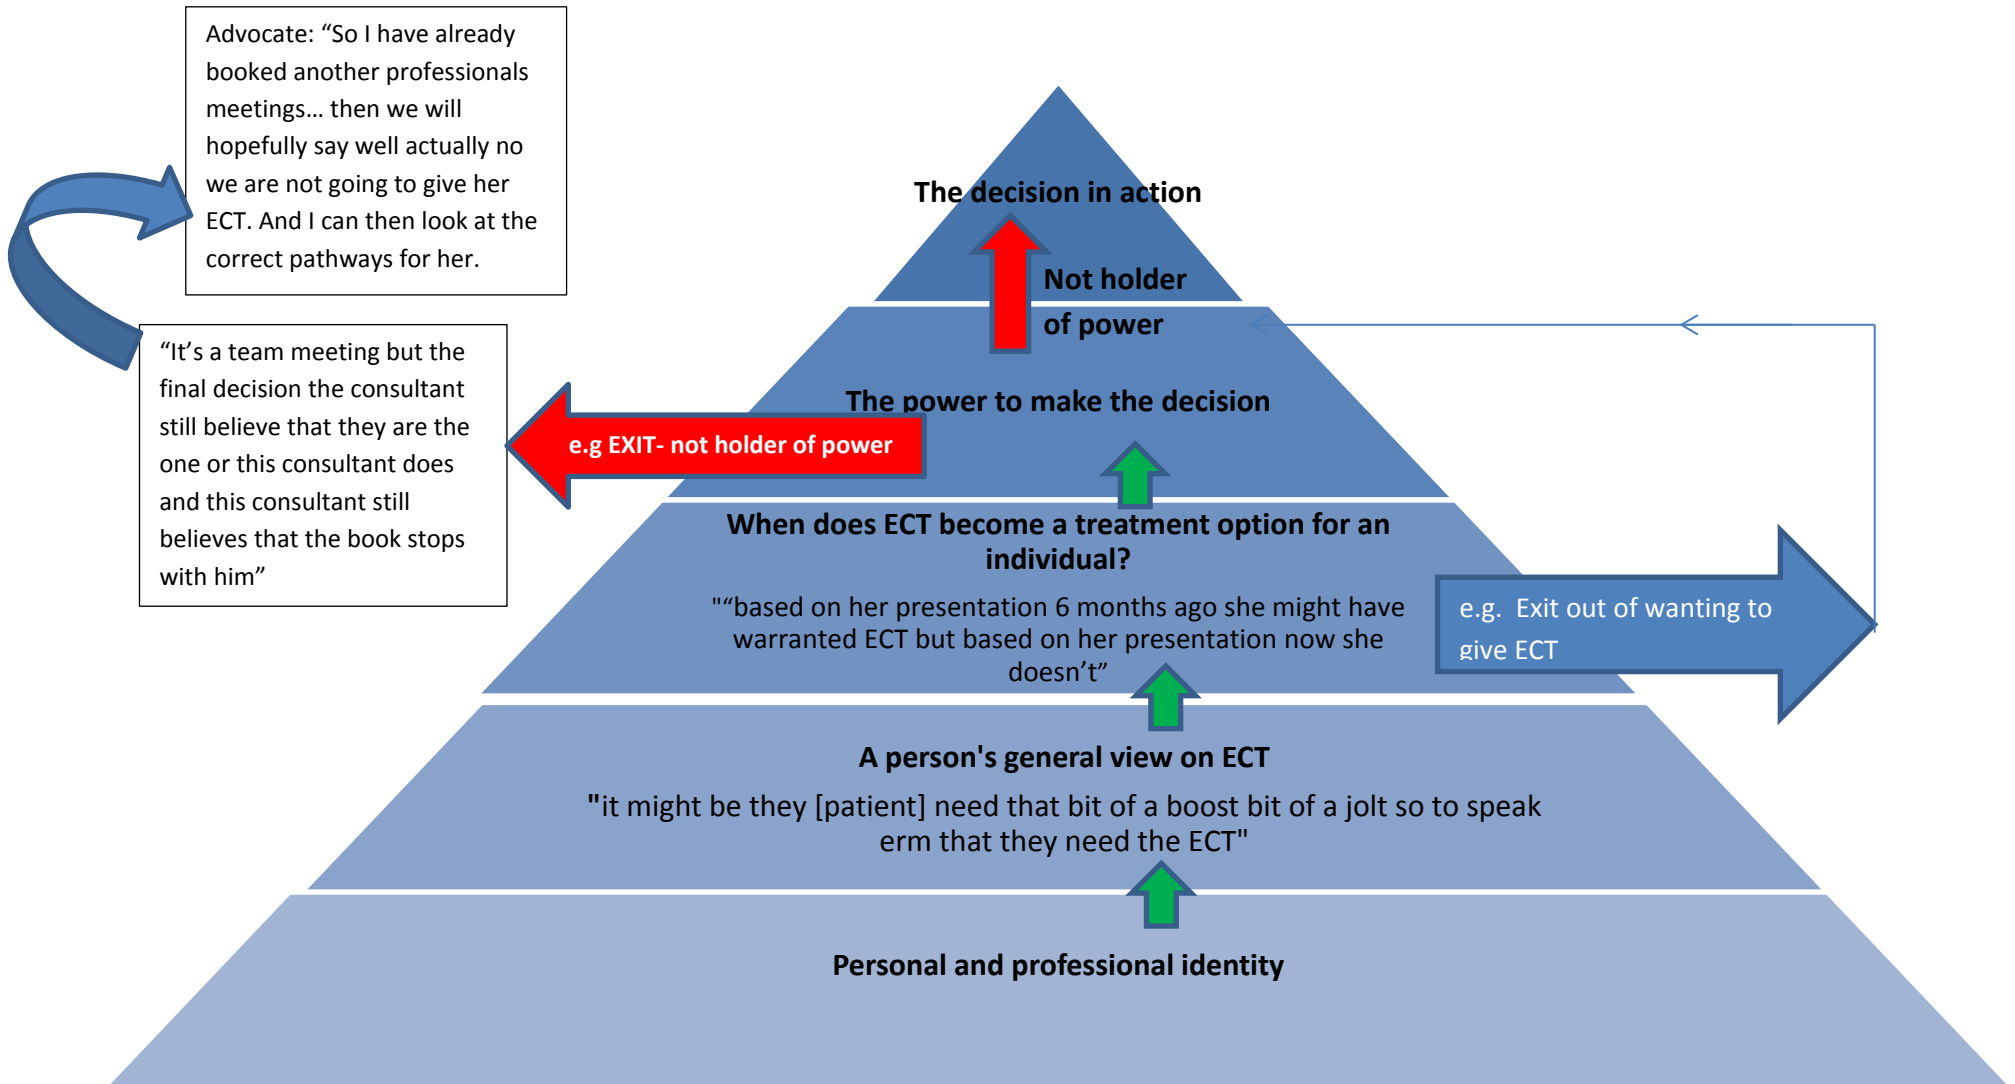 Advocate: “So I have already
booked another professionals
meetings… then we will
hopefully say well actually no
we are not going to give her
ECT. And I can then look at the
correct pathways for her.
“It’s a team meeting but the
final decision the consultant
still believe that they are the
one or this consultant does
and this consultant still
believes that the book stops
with him”
The decision in action
Not holder
of power
The power to make the decision
e.g EXIT- not holder of power
When does ECT become a treatment option for an
individual?
"“based on her presentation 6 months ago she might have
warranted ECT but based on her presentation now she
doesn’t”
e.g.  Exit out of wanting to
give ECT
A person's general view on ECT
"it might be they [patient] need that bit of a boost bit of a jolt so to speak
erm that they need the ECT"
Personal and professional identity